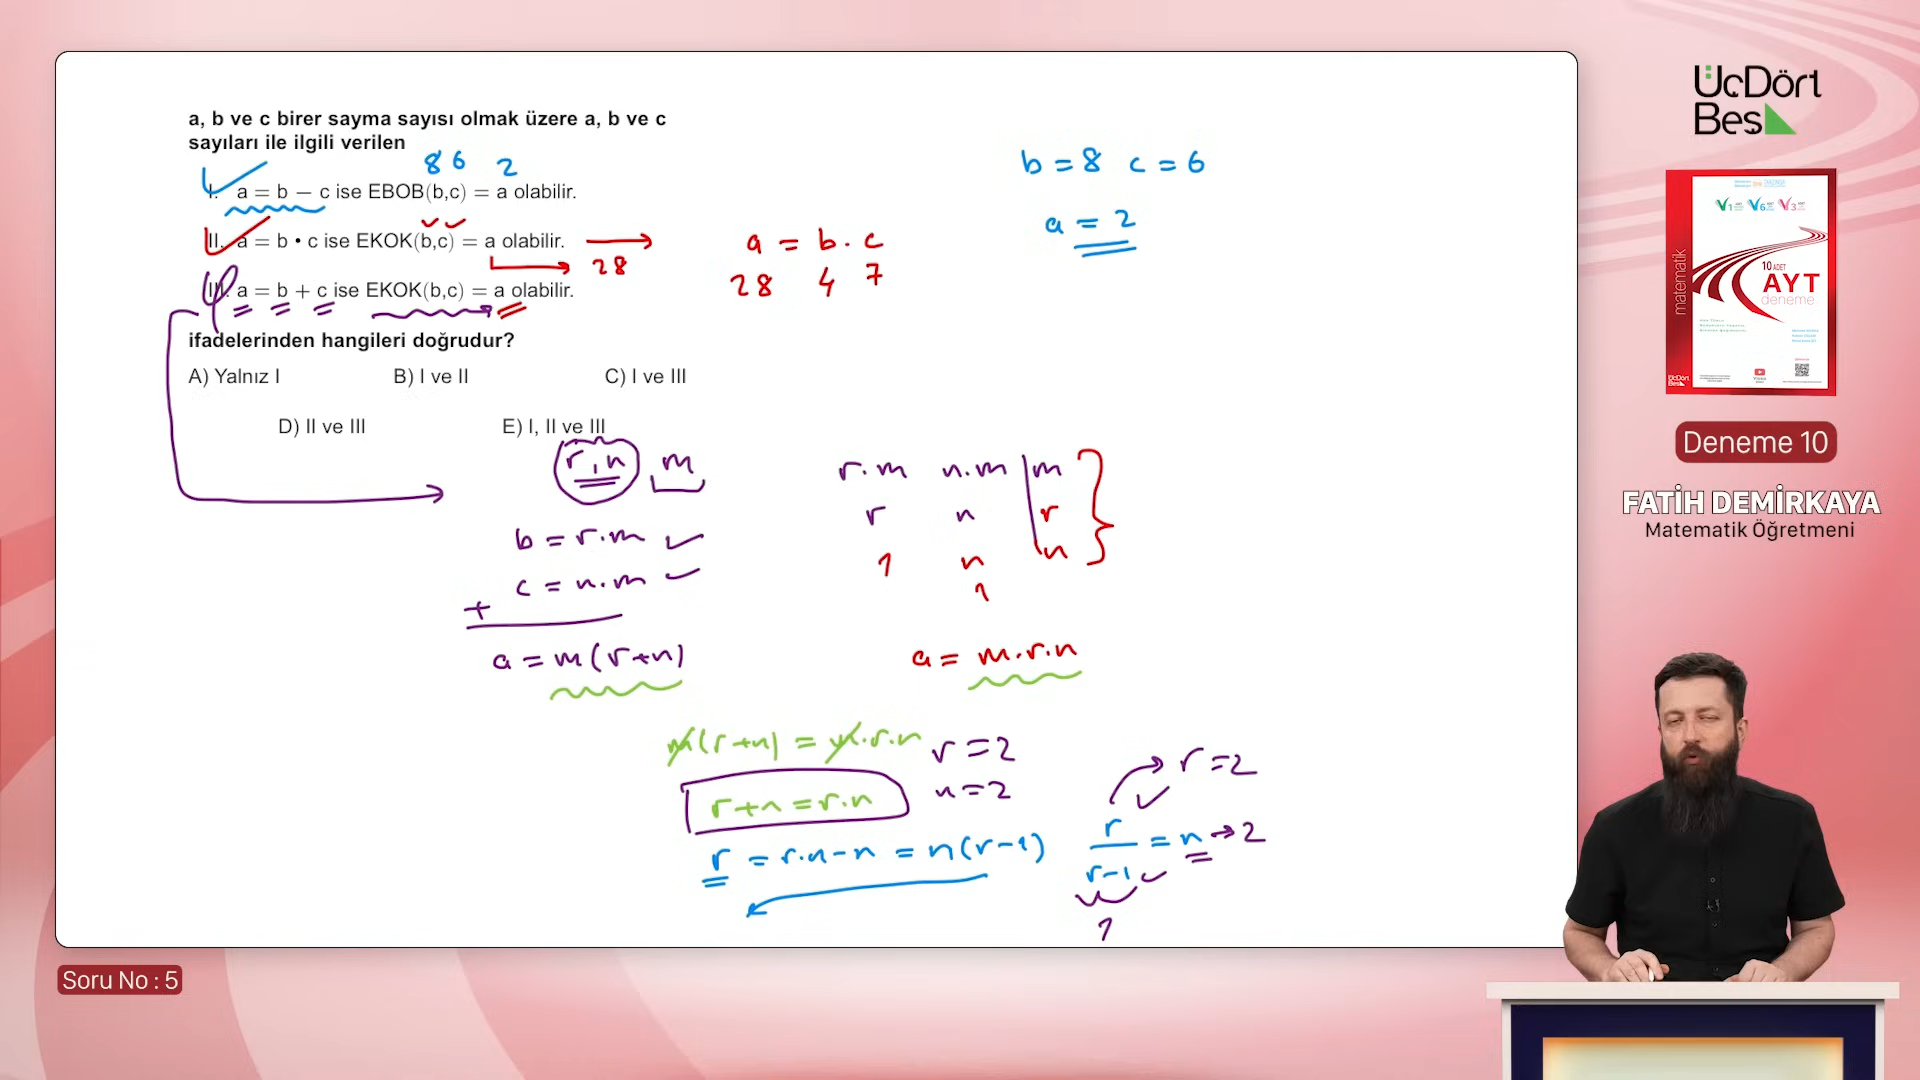 a, b ve c birer sayma sayısı olmak üzere a, b ve c
sayıları ile ilgili verilen
8 6 2
I. a = b – c ise EBOB(b,c) = a olabilir.
II. a = b • c ise EKOK(b,c) = a olabilir.
28
III. a = b + c ise EKOK(b,c) = a olabilir.
ifadelerinden hangileri doğrudur?
A) Yalnız I B) I ve II C) I ve III
D) II ve III E) I, II ve III
b = 8 c = 6
a = 2
a = b . c
28 4 7
r, n m
b = r.m
c = n.m
+
a = m(r+n)
r.m n.m m
r n r
1 n n
1
a = m.r.n
m(r+n) = m.r.n
r+n = r.n
r = 2
n = 2
r = r.n-n = n(r-1)
r = 2
r/r-1 = n → 2
1
ÜçDört
Beş
matematik
10 ADET
AYT
deneme
Deneme 10
FATİH DEMİRKAYA
Matematik Öğretmeni
Soru No : 5